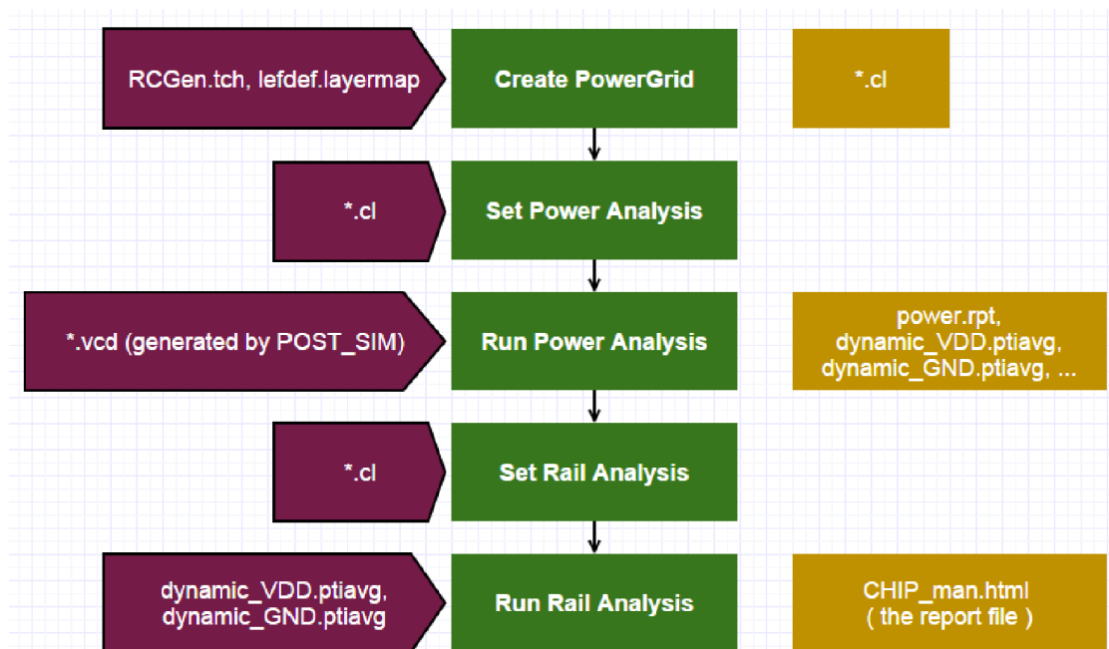 RCGen.tch, lefdef.layermap
Create PowerGrid
*.cl
*.cl
Set Power Analysis
*.vcd (generated by POST_SIM)
Run Power Analysis
power.rpt,
dynamic_VDD.ptiavg,
dynamic_GND.ptiavg, ...
*.cl
Set Rail Analysis
dynamic_VDD.ptiavg,
dynamic_GND.ptiavg
Run Rail Analysis
CHIP_man.html
( the report file )